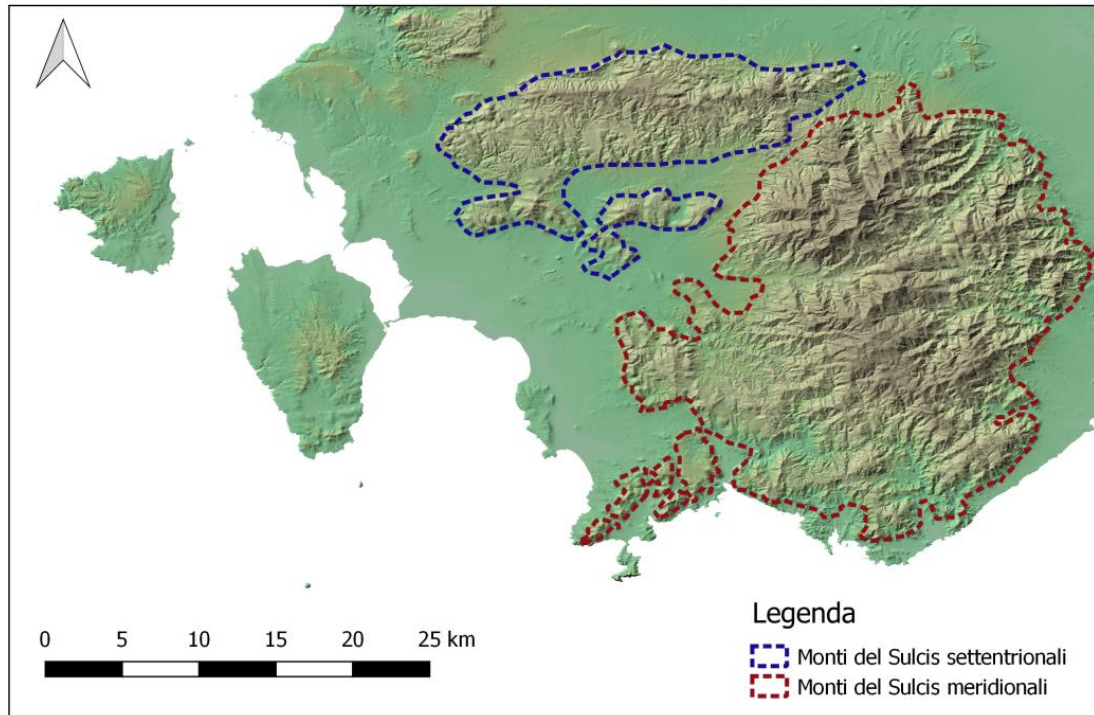 0 5 10 15 20 25 km
Legenda
Monti del Sulcis settentrionali
Monti del Sulcis meridionali